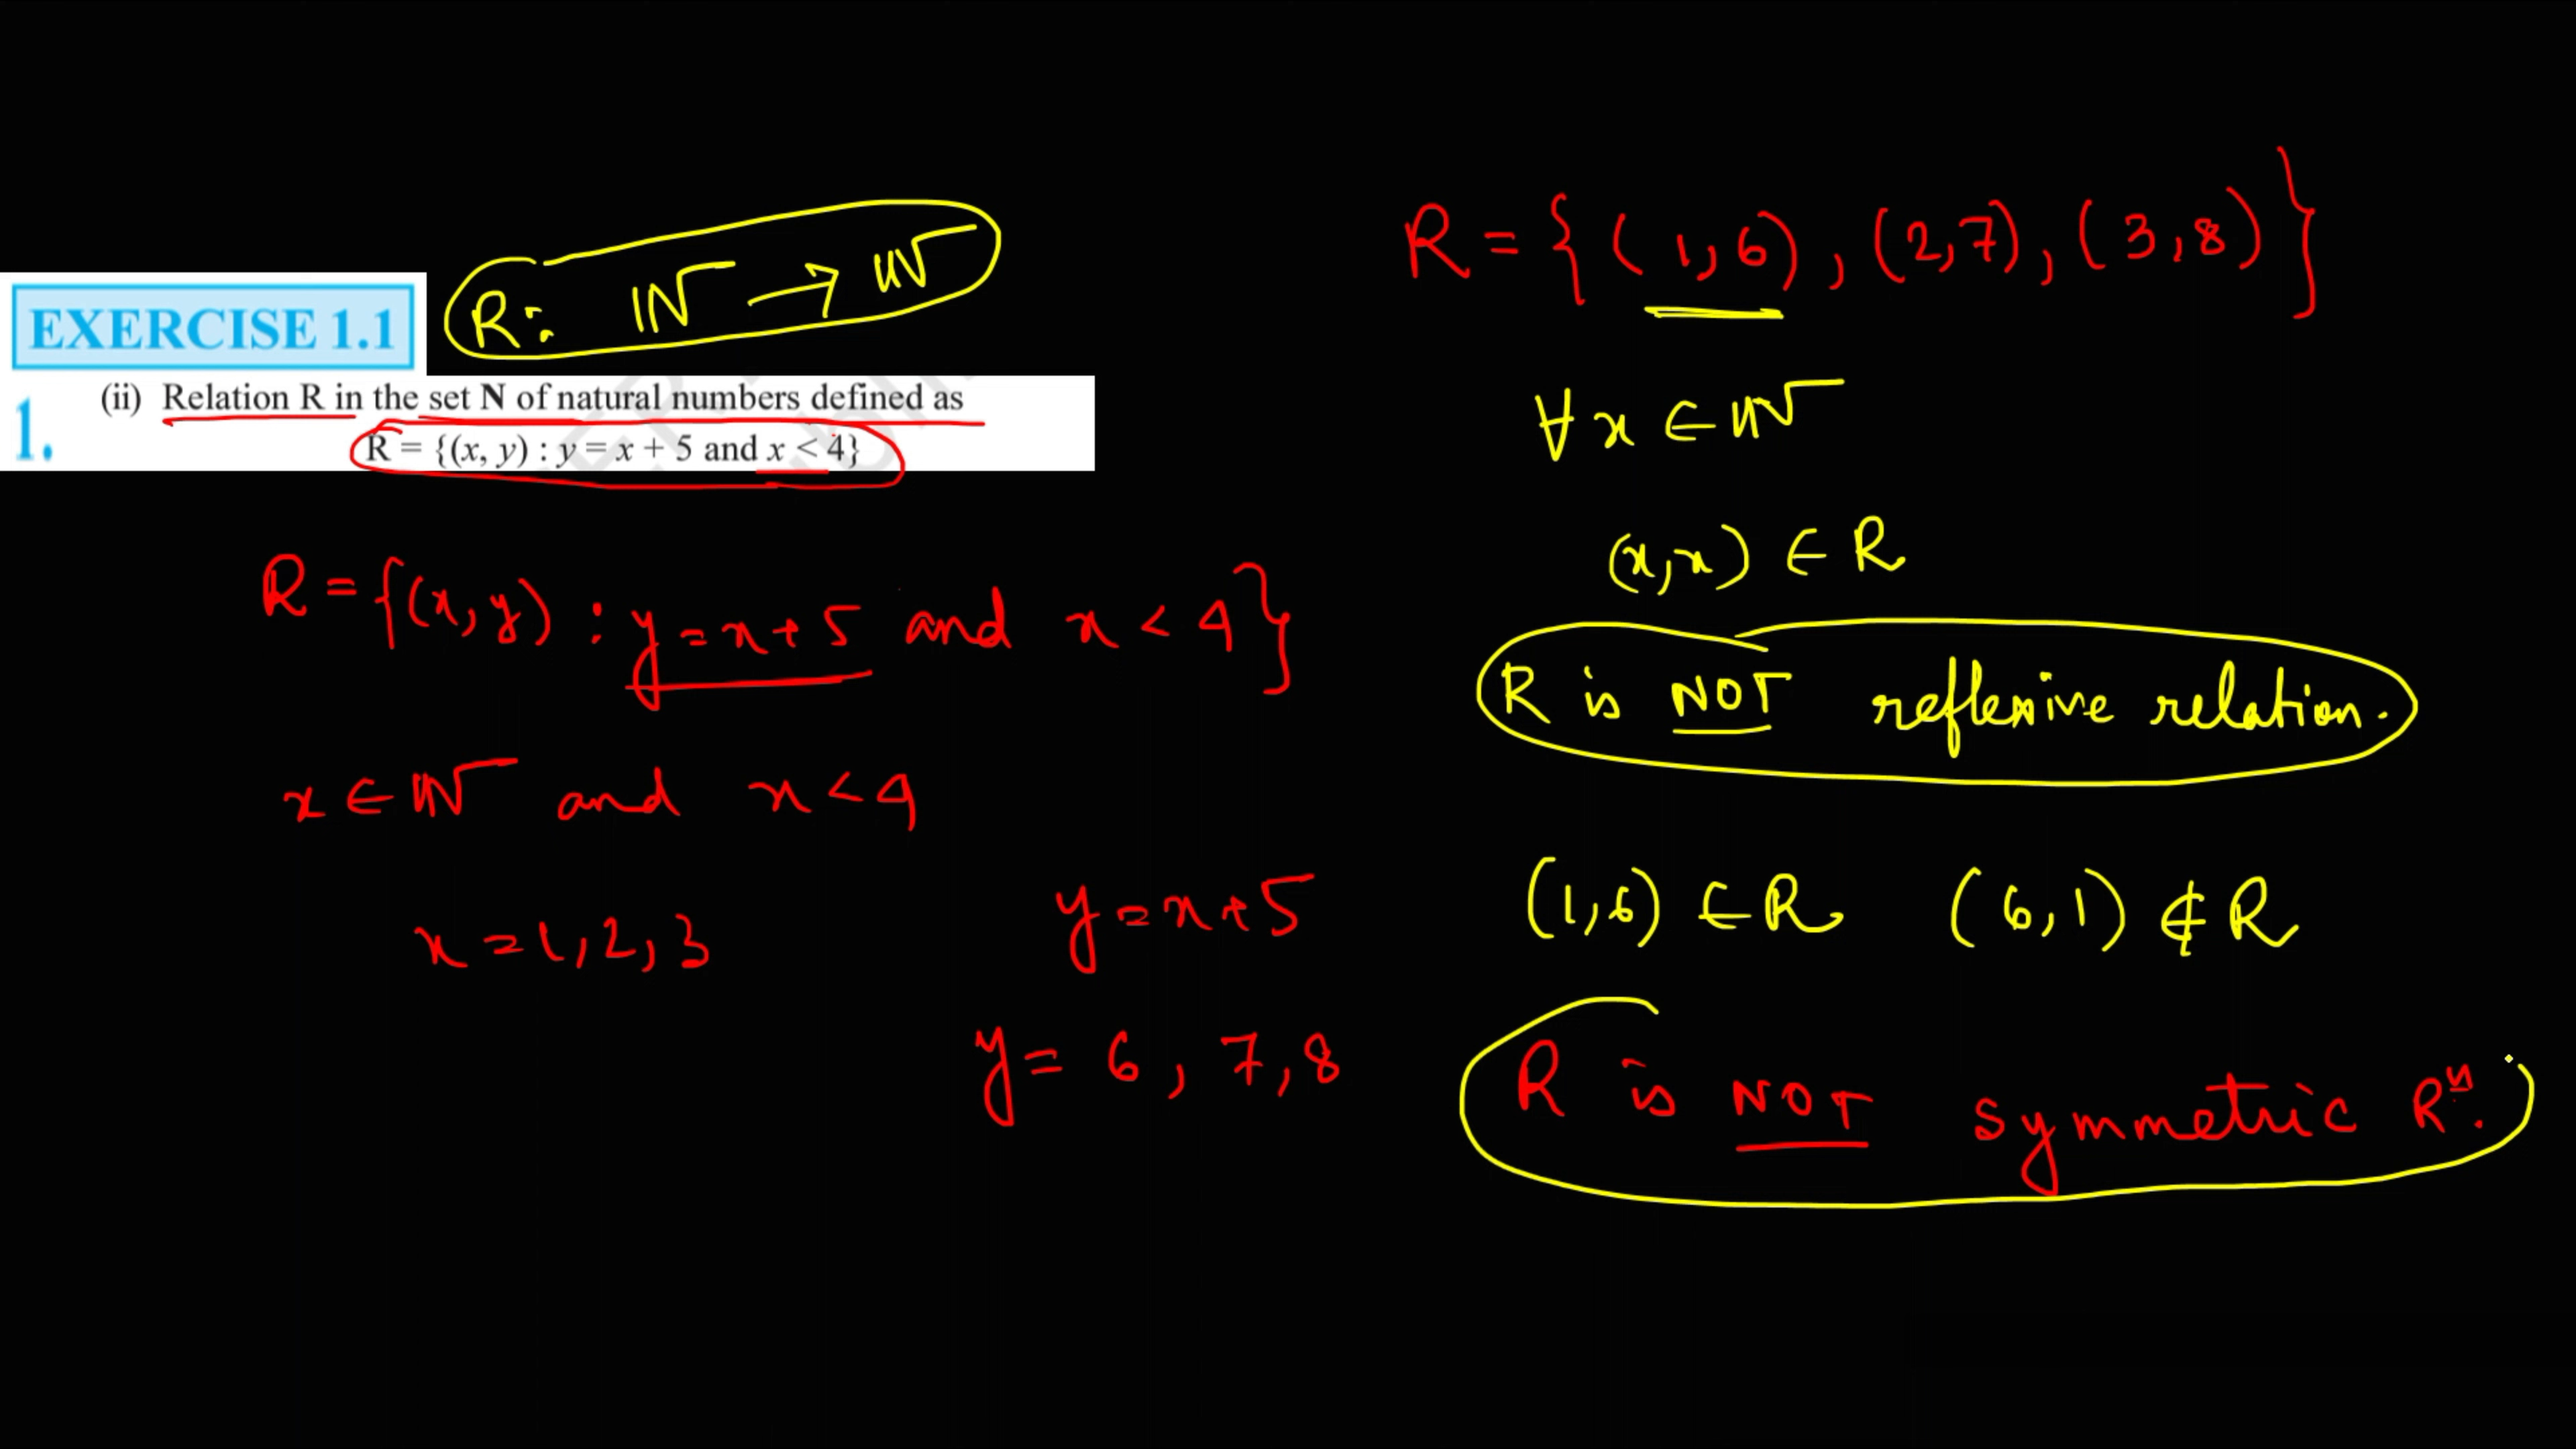 EXERCISE 1.1
R: ℕ → ℕ
1. (ii) Relation R in the set N of natural numbers defined as
R = {(x, y) : y = x + 5 and x < 4}
R = {(x,y) : y = x + 5 and x < 4}
x ∈ ℕ and x < 4
x = 1, 2, 3
y = x + 5
y = 6, 7, 8
R = {(1,6), (2,7), (3,8)}
∀ x ∈ ℕ
(x,x) ∈ R
R is NOT reflexive relation.
(1,6) ∈ R (6,1) ∉ R
R is NOT symmetric Rⁿ.